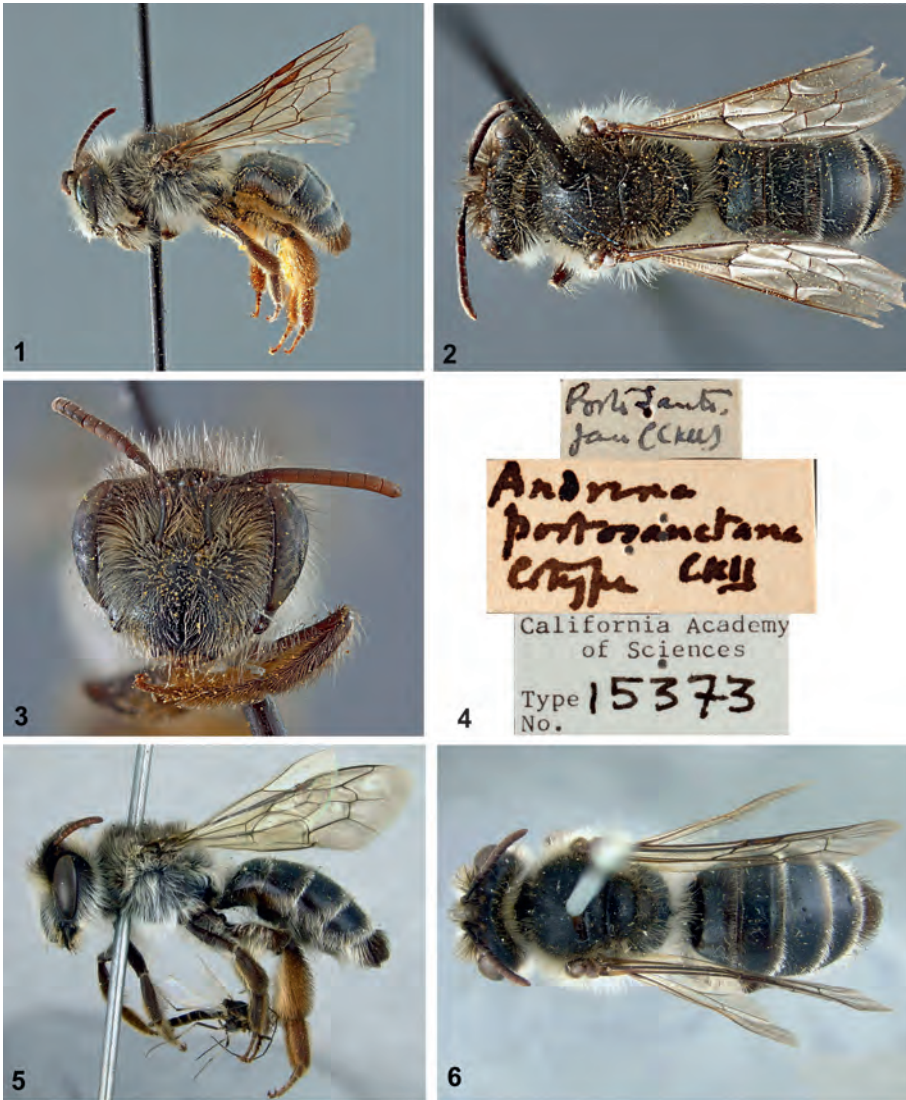 1
2
3
Porto Santo.
Jan (CKll)
4
Andrena
portosanctana
Cotype CKll
California Academy
of Sciences
Type 15373
No.
5
6